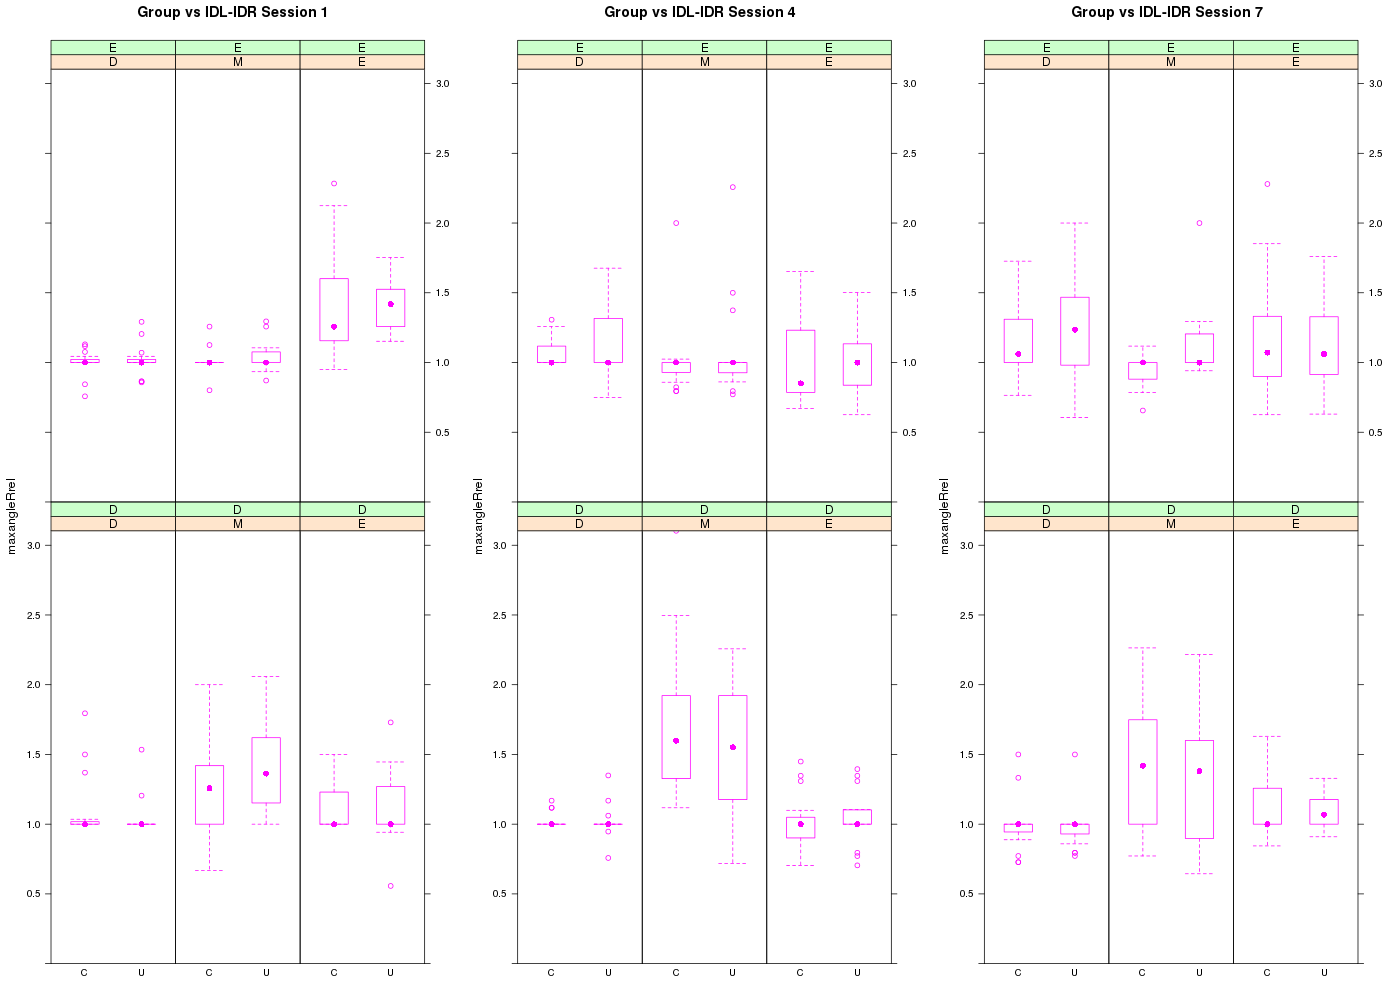 Group vs IDL-IDR Session 1 Group vs IDL-IDR Session 4 Group vs IDL-IDR Session 7
E E E E E E E E E
D M E D M E D M E
3.0 3.0 3.0
2.5 2.5 2.5
2.0 2.0 2.0
1.5 1.5 1.5
1.0 1.0 1.0
0.5 0.5 0.5
maxangleRrel maxangleRrel maxangleRrel
D D D D D D D D D
D M E D M E D M E
3.0 3.0 3.0
2.5 2.5 2.5
2.0 2.0 2.0
1.5 1.5 1.5
1.0 1.0 1.0
0.5 0.5 0.5
C U C U C U C U C U C U C U C U C U